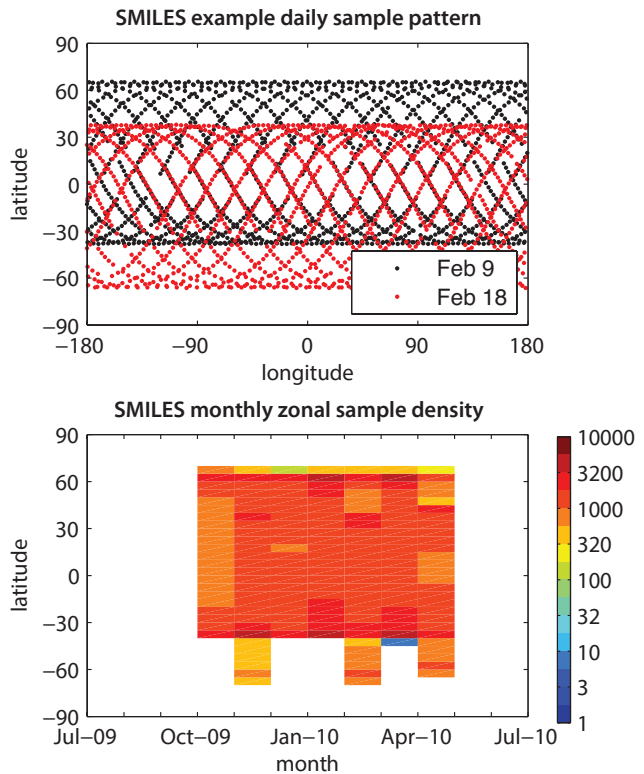 SMILES example daily sample pattern
90
60
30
0
−30
−60
−90
latitude
Feb 9
Feb 18
−180 −90 0 90 180
longitude
SMILES monthly zonal sample density
90
60
30
0
−30
−60
−90
latitude
Jul−09 Oct−09 Jan−10 Apr−10 Jul−10
month
10000
3200
1000
320
100
32
10
3
1